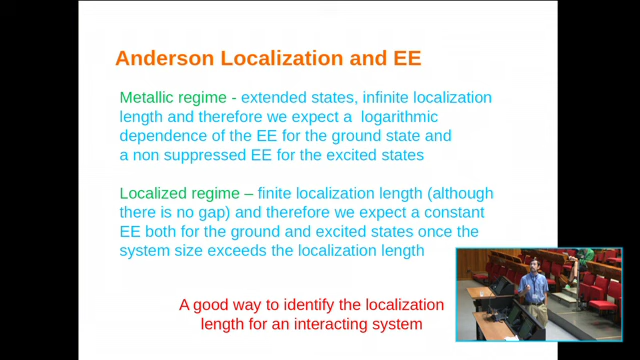 Anderson Localization and EE
Metallic regime - extended states, infinite localization
length and therefore we expect a logarithmic
dependence of the EE for the ground state and
a non suppressed EE for the excited states
Localized regime – finite localization length (although
there is no gap) and therefore we expect a constant
EE both for the ground and excited states once the
system size exceeds the localization length
A good way to identify the localization
length for an interacting system